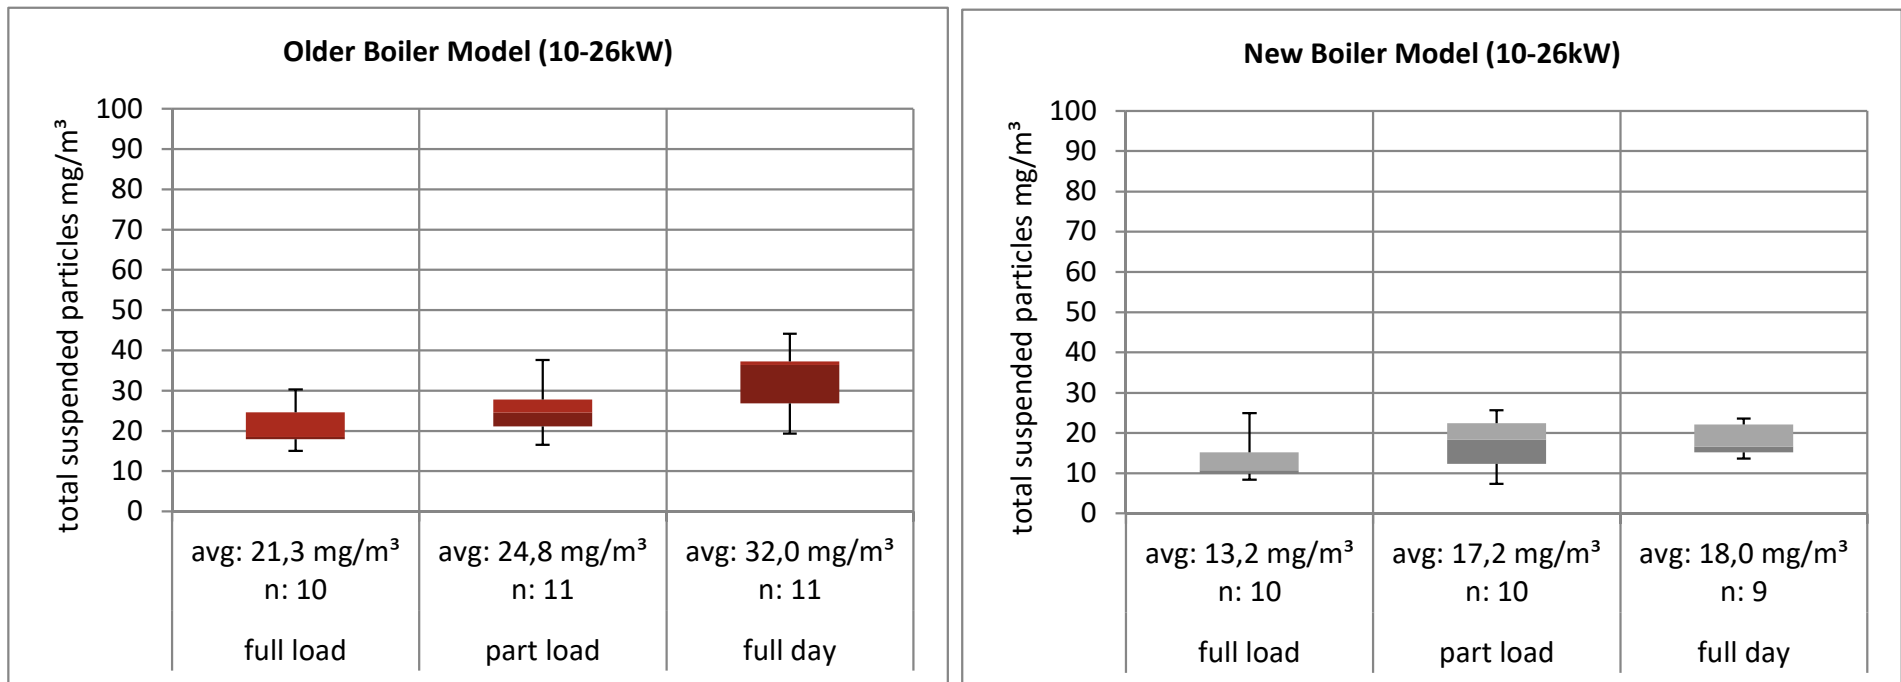 Older Boiler Model (10-26kW)
total suspended particles mg/m³
100
90
80
70
60
50
40
30
20
10
0
avg: 21,3 mg/m³
n: 10
full load
avg: 24,8 mg/m³
n: 11
part load
avg: 32,0 mg/m³
n: 11
full day
New Boiler Model (10-26kW)
total suspended particles mg/m³
100
90
80
70
60
50
40
30
20
10
0
avg: 13,2 mg/m³
n: 10
full load
avg: 17,2 mg/m³
n: 10
part load
avg: 18,0 mg/m³
n: 9
full day